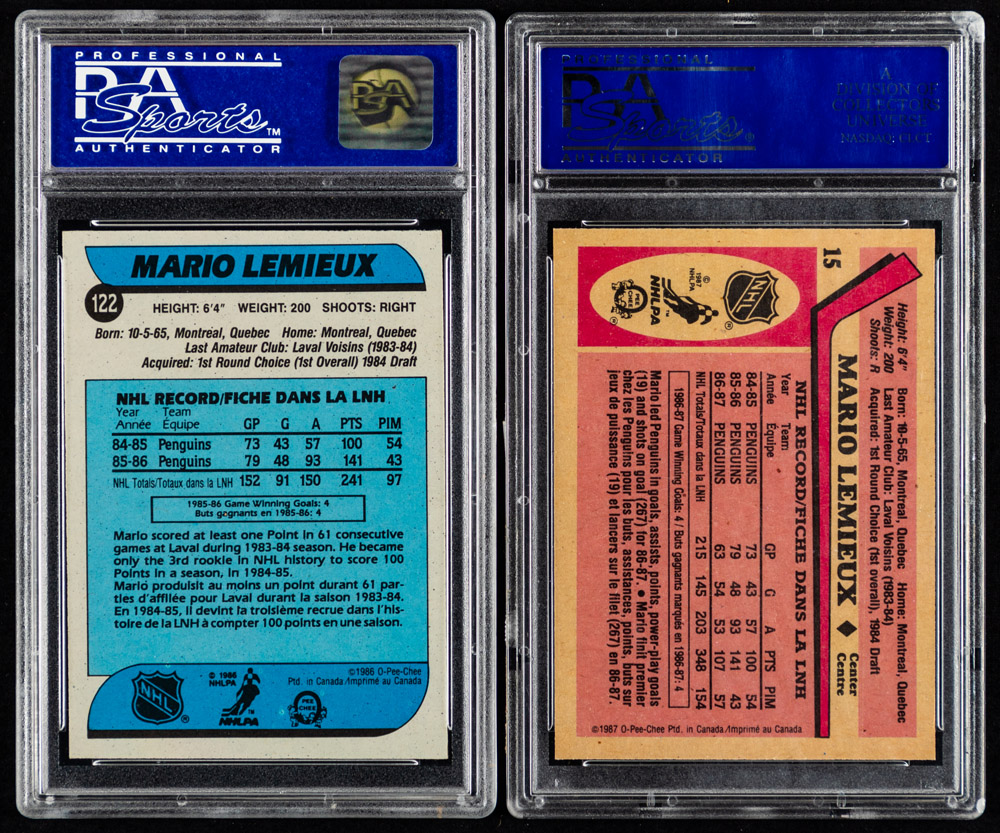 PROFESSIONAL
PSA
Sports™
AUTHENTICATOR
PSA
MARIO LEMIEUX
122
HEIGHT: 6'4" WEIGHT: 200 SHOOTS: RIGHT
Born: 10-5-65, Montreal, Quebec Home: Montreal, Quebec
Last Amateur Club: Laval Voisins (1983-84)
Acquired: 1st Round Choice (1st Overall) 1984 Draft
NHL RECORD/FICHE DANS LA LNH
Year Team
Année Équipe GP G A PTS PIM
84-85 Penguins 73 43 57 100 54
85-86 Penguins 79 48 93 141 43
NHL Totals/Totaux dans la LNH 152 91 150 241 97
1985-86 Game Winning Goals: 4
Buts gagnants en 1985-86: 4
Mario scored at least one Point in 61 consecutive
games at Laval during 1983-84 season. He became
only the 3rd rookie in NHL history to score 100
Points in a season, in 1984-85.
Mario produisit au moins un point durant 61 par-
ties d'affilée pour Laval durant la saison 1983-84.
En 1984-85, il devint la troisième recrue dans l'his-
toire de la LNH à compter 100 points en une saison.
NHL ®
© 1986
NHLPA
NHLPA ™
O PEE CHEE
©1986 O-Pee-Chee
Ptd. in Canada/Imprimé au Canada
PROFESSIONAL
PSA
Sports™
AUTHENTICATOR
A
DIVISION OF
COLLECTORS
UNIVERSE
NASDAQ: CLCT
15
NHL ®
© 1987
NHLPA
NHLPA
O PEE CHEE ®
Height: 6'4" Born: 10-5-65, Montreal, Quebec Home: Montreal, Quebec
Weight: 200 Last Amateur Club: Laval Voisins (1983-84)
Shoots: R Acquired: 1st Round Choice (1st overall), 1984 Draft
MARIO LEMIEUX ◆ Center
Centre
NHL RECORD/FICHE DANS LA LNH
Year Team
Année Équipe GP G A PTS PIM
84-85 PENGUINS 73 43 57 100 54
85-86 PENGUINS 79 48 93 141 43
86-87 PENGUINS 63 54 53 107 57
NHL Totals/Totaux dans la LNH 215 145 203 348 154
1986-87 Game Winning Goals: 4 / Buts gagnants marqués en 1986-87: 4
Mario led Penguins in goals, assists, points, power-play goals
(19) and shots on goal (267) for 86-87. ● Mario finit premier
chez les Penguins pour les buts, assistances, points, buts sur
jeux de puissance (19) et lancers sur le filet (267) en 86-87.
©1987 O-Pee-Chee Ptd. in Canada/Imprimé au Canada